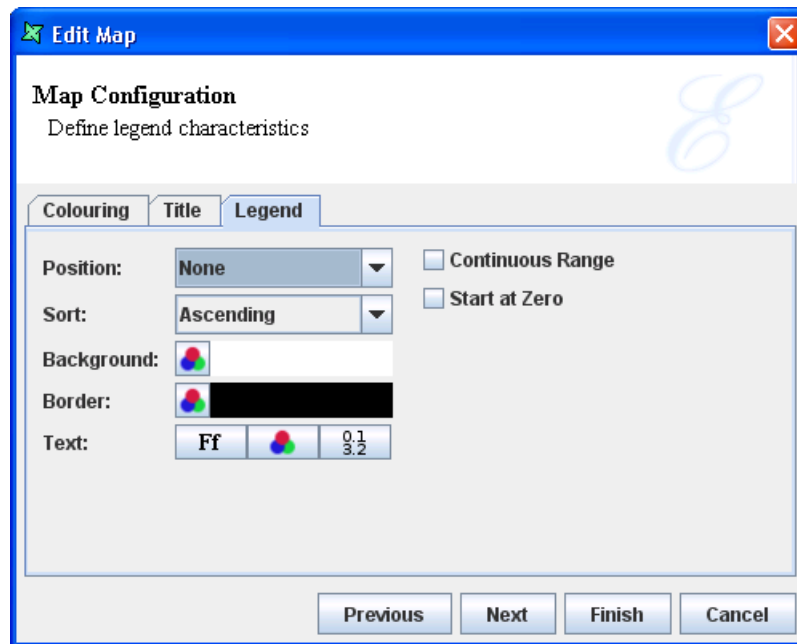 Edit Map
Map Configuration
Define legend characteristics
Colouring Title Legend
Position: None Continuous Range
Sort: Ascending Start at Zero
Background:
Border:
Text: Ff 0.1
3.2
Previous Next Finish Cancel